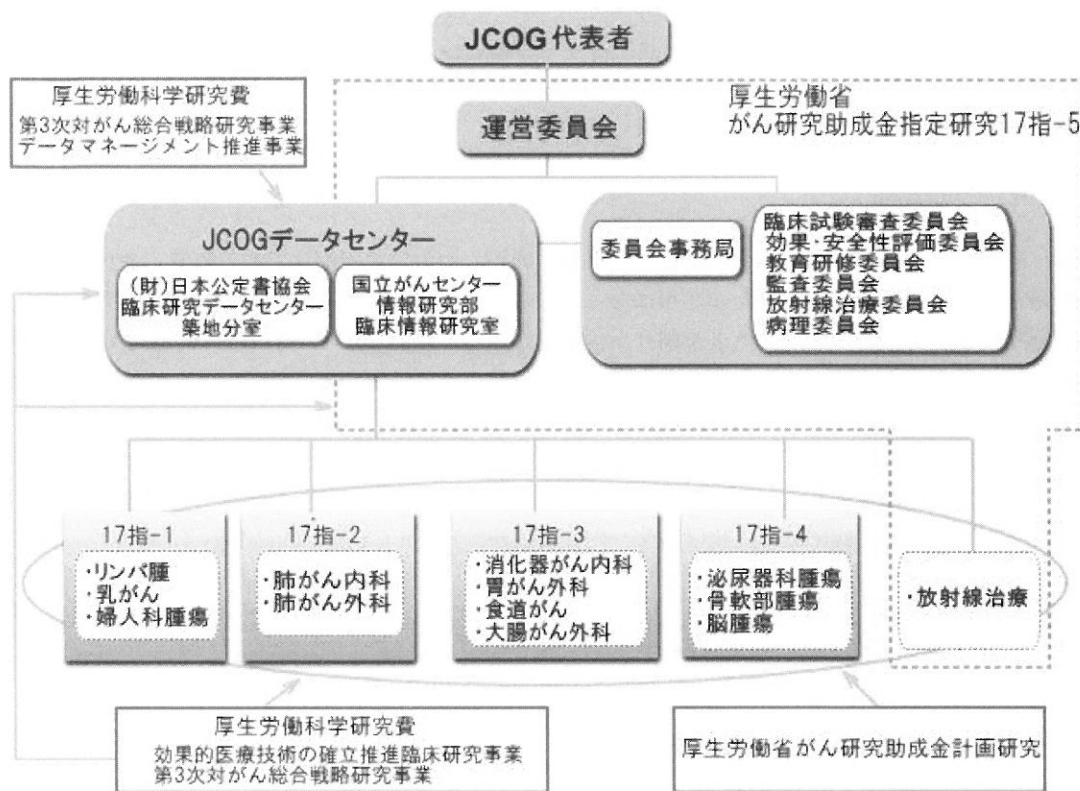 JCOG代表者
厚生労働科学研究費
第3次対がん総合戦略研究事業
データマネージメント推進事業
運営委員会
厚生労働省
がん研究助成金指定研究17指-5
JCOGデータセンター
(財)日本公定書協会
臨床研究データセンター
築地分室
国立がんセンター
情報研究部
臨床情報研究室
委員会事務局
臨床試験審査委員会
効果・安全性評価委員会
教育研修委員会
監査委員会
放射線治療委員会
病理委員会
17指-1
・リンパ腫
・乳がん
・婦人科腫瘍
17指-2
・肺がん内科
・肺がん外科
17指-3
・消化器がん内科
・胃がん外科
・食道がん
・大腸がん外科
17指-4
・泌尿器科腫瘍
・骨軟部腫瘍
・脳腫瘍
・放射線治療
厚生労働科学研究費
効果的医療技術の確立推進臨床研究事業
第3次対がん総合戦略研究事業
厚生労働省がん研究助成金計画研究